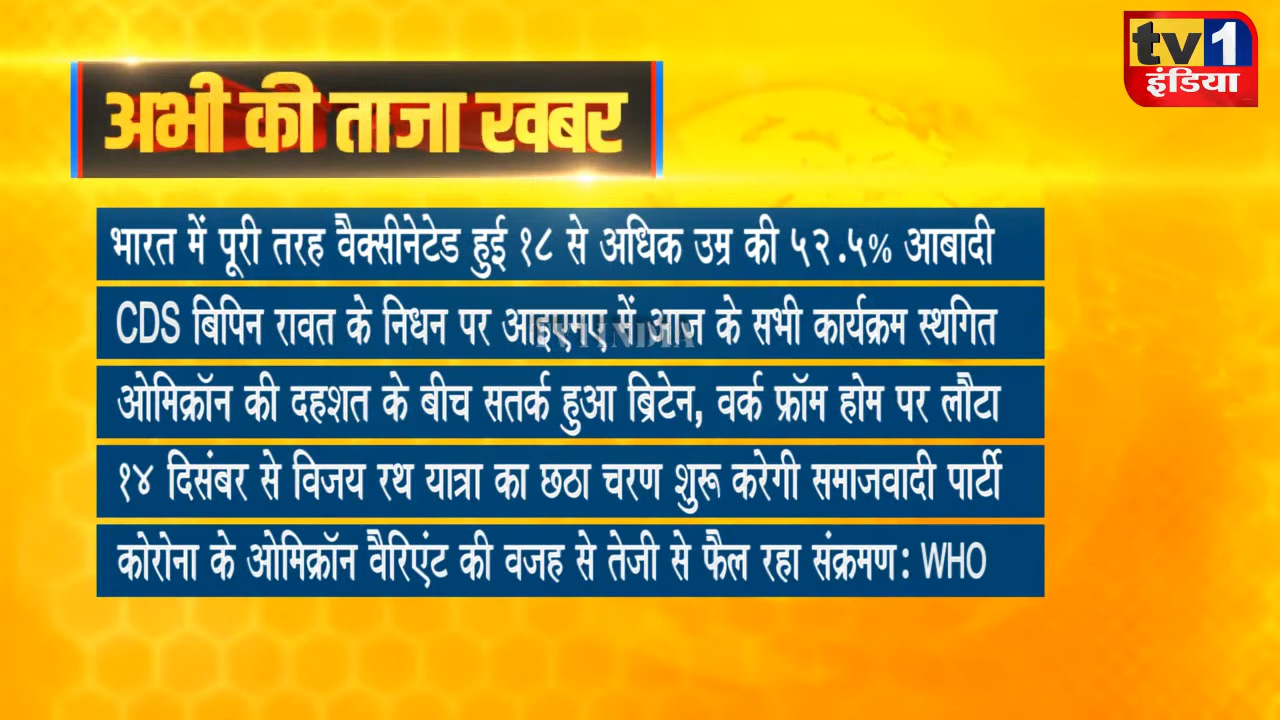 tv1
इंडिया
अभी की ताजा खबर
भारत में पूरी तरह वैक्सीनेटेड हुई १८ से अधिक उम्र की ५२.५% आबादी
CDS बिपिन रावत के निधन पर आइएमए में आज के सभी कार्यक्रम स्थगित
TV1INDIA
ओमिक्रॉन की दहशत के बीच सतर्क हुआ ब्रिटेन, वर्क फ्रॉम होम पर लौटा
१४ दिसंबर से विजय रथ यात्रा का छठा चरण शुरू करेगी समाजवादी पार्टी
कोरोना के ओमिक्रॉन वैरिएंट की वजह से तेजी से फैल रहा संक्रमण: WHO